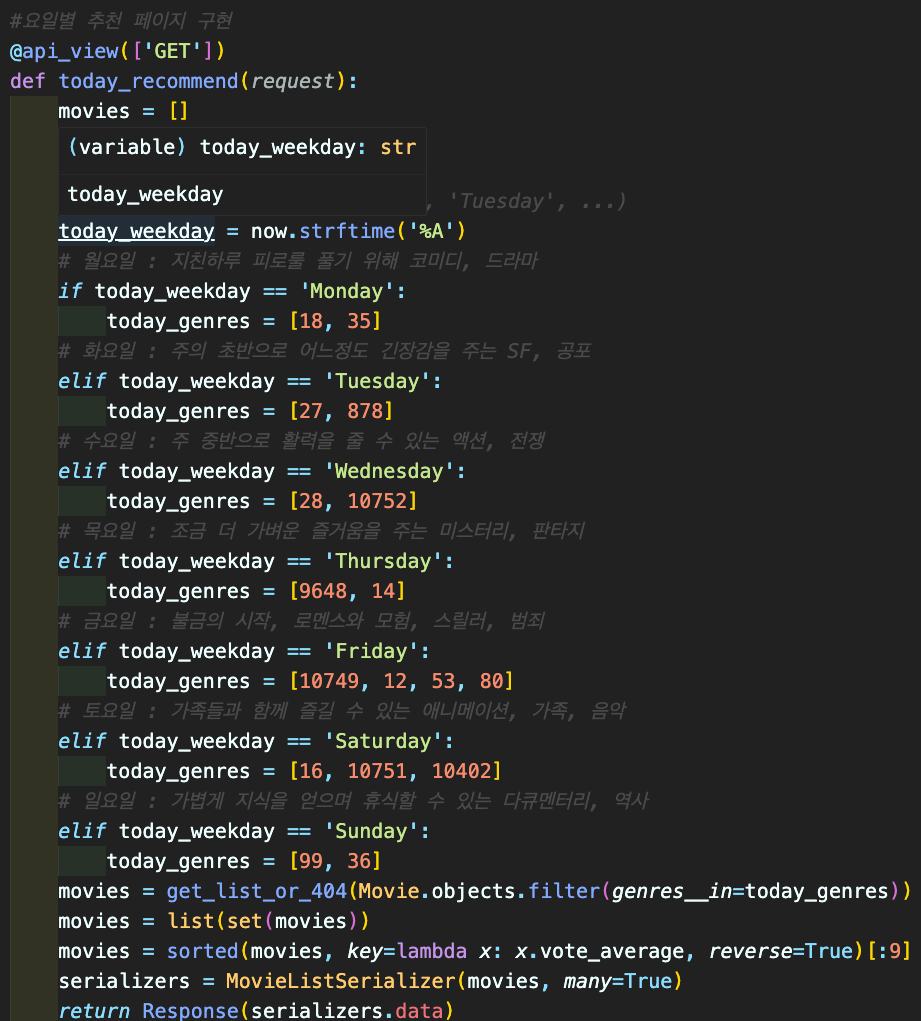 #요일별 추천 페이지 구현
@api_view(['GET'])
def today_recommend(request):
movies = []
(variable) today_weekday: str
today_weekday
, 'Tuesday', ...)
today_weekday = now.strftime('%A')
# 월요일 : 지친하루 피로룰 풀기 위해 코미디, 드라마
if today_weekday == 'Monday':
today_genres = [18, 35]
# 화요일 : 주의 초반으로 어느정도 긴장감을 주는 SF, 공포
elif today_weekday == 'Tuesday':
today_genres = [27, 878]
# 수요일 : 주 중반으로 활력을 줄 수 있는 액션, 전쟁
elif today_weekday == 'Wednesday':
today_genres = [28, 10752]
# 목요일 : 조금 더 가벼운 즐거움을 주는 미스터리, 판타지
elif today_weekday == 'Thursday':
today_genres = [9648, 14]
# 금요일 : 불금의 시작, 로멘스와 모험, 스릴러, 범죄
elif today_weekday == 'Friday':
today_genres = [10749, 12, 53, 80]
# 토요일 : 가족들과 함께 즐길 수 있는 애니메이션, 가족, 음악
elif today_weekday == 'Saturday':
today_genres = [16, 10751, 10402]
# 일요일 : 가볍게 지식을 얻으며 휴식할 수 있는 다큐멘터리, 역사
elif today_weekday == 'Sunday':
today_genres = [99, 36]
movies = get_list_or_404(Movie.objects.filter(genres__in=today_genres))
movies = list(set(movies))
movies = sorted(movies, key=lambda x: x.vote_average, reverse=True)[:9]
serializers = MovieListSerializer(movies, many=True)
return Response(serializers.data)